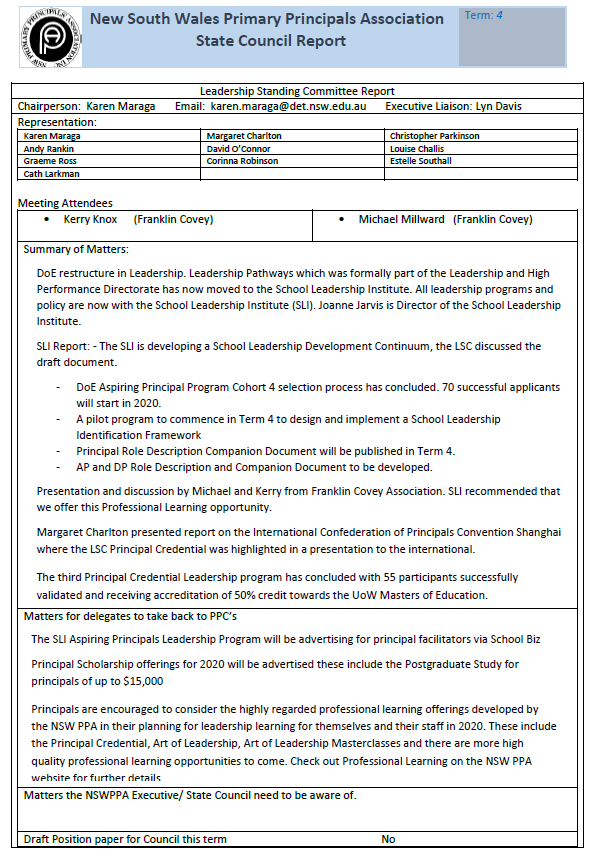 New South Wales Primary Principals Association
State Council Report
Term: 4
NSW PRIMARY PRINCIPALS' ASSOCIATION INC
Leadership Standing Committee Report
Chairperson: Karen Maraga Email: karen.maraga@det.nsw.edu.au Executive Liaison: Lyn Davis
Representation:
Karen Maraga Margaret Charlton Christopher Parkinson
Andy Rankin David O’Connor Louise Challis
Graeme Ross Corinna Robinson Estelle Southall
Cath Larkman
Meeting Attendees
• Kerry Knox (Franklin Covey) • Michael Millward (Franklin Covey)
Summary of Matters:
DoE restructure in Leadership. Leadership Pathways which was formally part of the Leadership and High
Performance Directorate has now moved to the School Leadership Institute. All leadership programs and
policy are now with the School Leadership Institute (SLI). Joanne Jarvis is Director of the School Leadership
Institute.
SLI Report: - The SLI is developing a School Leadership Development Continuum, the LSC discussed the
draft document.
- DoE Aspiring Principal Program Cohort 4 selection process has concluded. 70 successful applicants
will start in 2020.
- A pilot program to commence in Term 4 to design and implement a School Leadership
Identification Framework
- Principal Role Description Companion Document will be published in Term 4.
- AP and DP Role Description and Companion Document to be developed.
Presentation and discussion by Michael and Kerry from Franklin Covey Association. SLI recommended that
we offer this Professional Learning opportunity.
Margaret Charlton presented report on the International Confederation of Principals Convention Shanghai
where the LSC Principal Credential was highlighted in a presentation to the international.
The third Principal Credential Leadership program has concluded with 55 participants successfully
validated and receiving accreditation of 50% credit towards the UoW Masters of Education.
Matters for delegates to take back to PPC’s
The SLI Aspiring Principals Leadership Program will be advertising for principal facilitators via School Biz
Principal Scholarship offerings for 2020 will be advertised these include the Postgraduate Study for
principals of up to $15,000
Principals are encouraged to consider the highly regarded professional learning offerings developed by
the NSW PPA in their planning for leadership learning for themselves and their staff in 2020. These include
the Principal Credential, Art of Leadership, Art of Leadership Masterclasses and there are more high
quality professional learning opportunities to come. Check out Professional Learning on the NSW PPA
website for further details
Matters the NSWPPA Executive/ State Council need to be aware of.
Draft Position paper for Council this term No